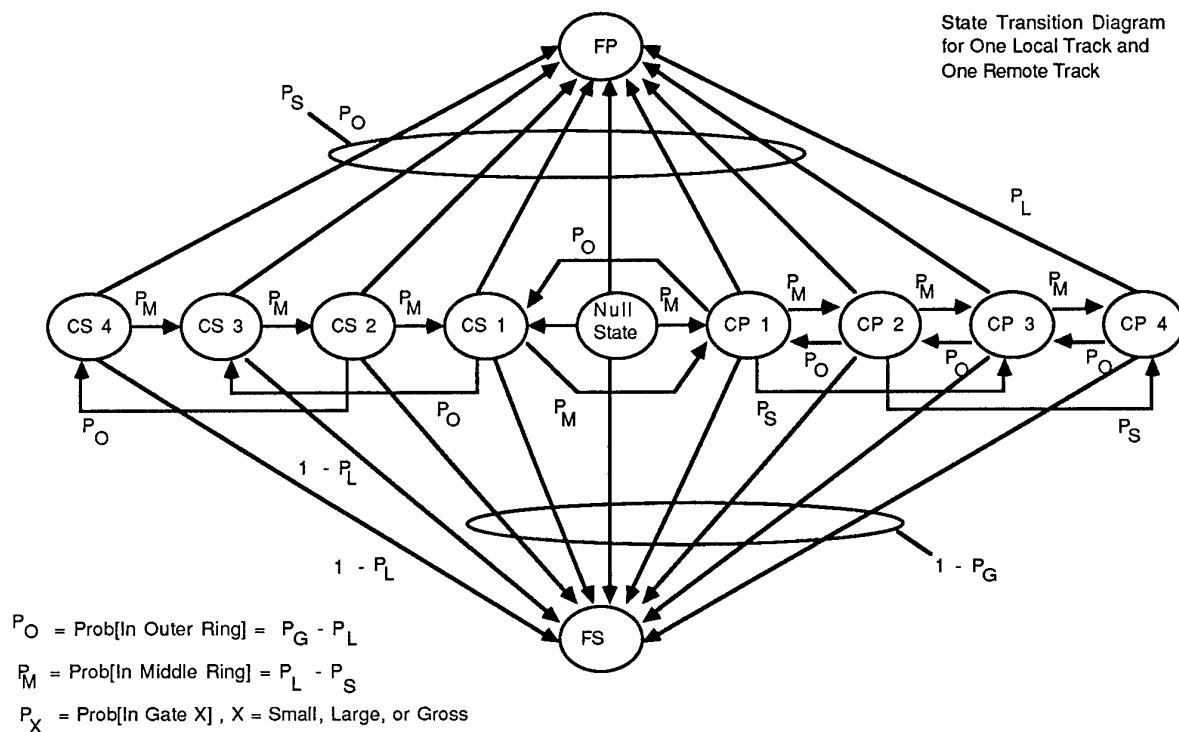 State Transition Diagram
for One Local Track and
One Remote Track
FP
P_S
P_O
P_L
P_O
P_M
P_M
P_M
P_M
P_M
P_M
P_M
CS 4
CS 3
CS 2
CS 1
Null
State
CP 1
CP 2
CP 3
CP 4
P_O
P_O
P_O
P_O
P_O
P_M
P_S
P_S
1 - P_L
1 - P_L
1 - P_G
FS
P_O = Prob[In Outer Ring] = P_G - P_L
P_M = Prob[In Middle Ring] = P_L - P_S
P_X = Prob[In Gate X] , X = Small, Large, or Gross